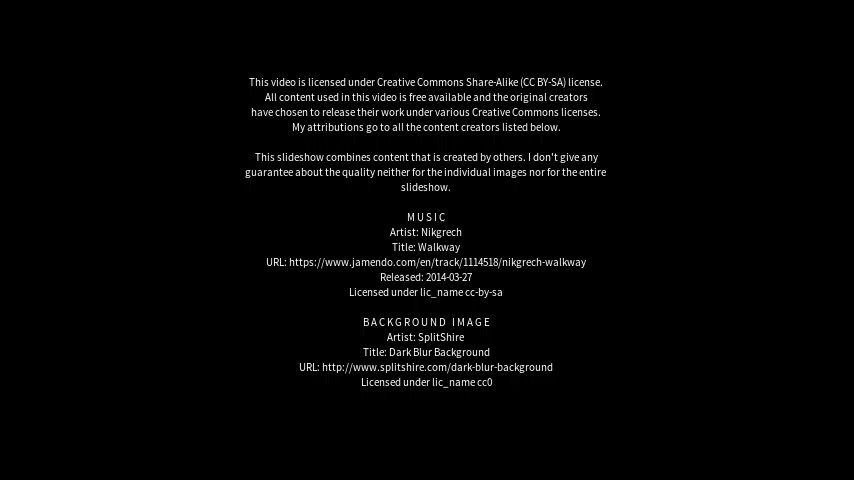 This video is licensed under Creative Commons Share-Alike (CC BY-SA) license.
All content used in this video is free available and the original creators
have chosen to release their work under various Creative Commons licenses.
My attributions go to all the content creators listed below.
This slideshow combines content that is created by others. I don't give any
guarantee about the quality neither for the individual images nor for the entire
slideshow.
MUSIC
Artist: Nikgrech
Title: Walkway
URL: https://www.jamendo.com/en/track/1114518/nikgrech-walkway
Released: 2014-03-27
Licensed under lic_name cc-by-sa
BACKGROUND IMAGE
Artist: SplitShire
Title: Dark Blur Background
URL: http://www.splitshire.com/dark-blur-background
Licensed under lic_name cc0